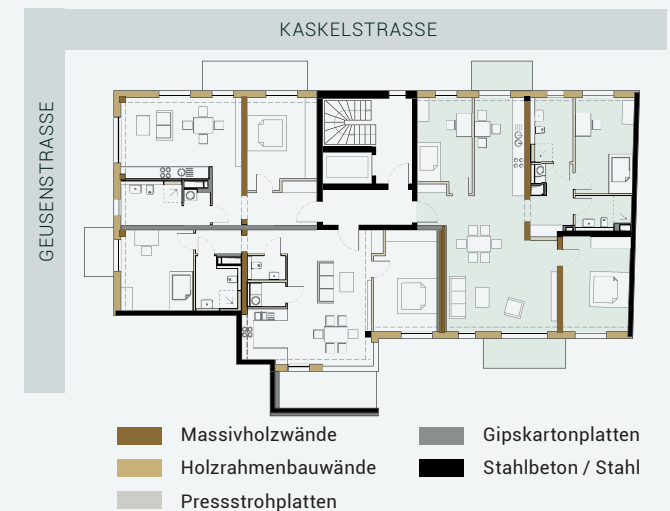 KASKELSTRASSE
GEUSENSTRASSE
Massivholzwände
Holzrahmenbauwände
Pressstrohplatten
Gipskartonplatten
Stahlbeton / Stahl